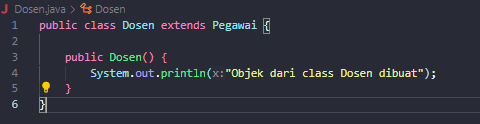 Dosen.java > Dosen
1 public class Dosen extends Pegawai {
2
3 public Dosen() {
4 System.out.println(x:"Objek dari class Dosen dibuat");
5 }
6 }